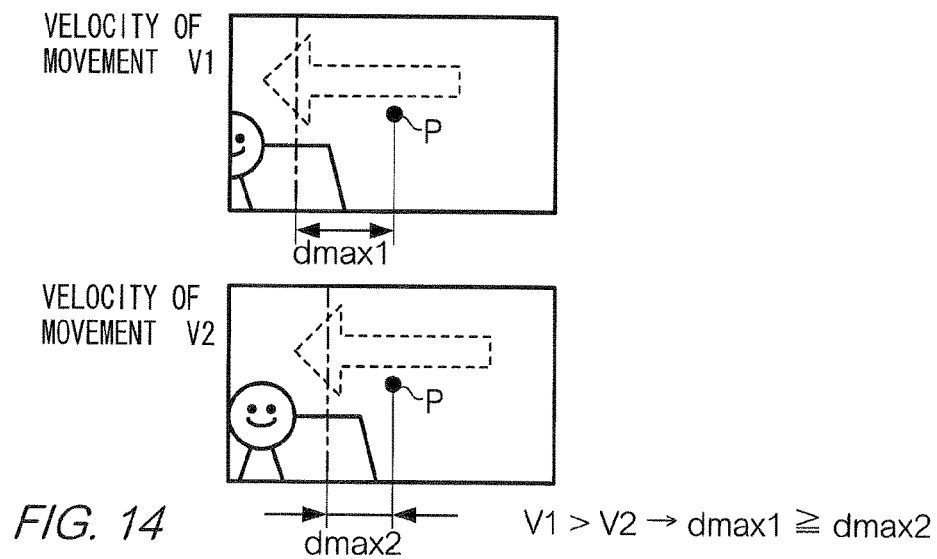 VELOCITY OF
MOVEMENT V1
P
dmax1
VELOCITY OF
MOVEMENT V2
P
dmax2
FIG. 14
V1 > V2 → dmax1 ≧ dmax2